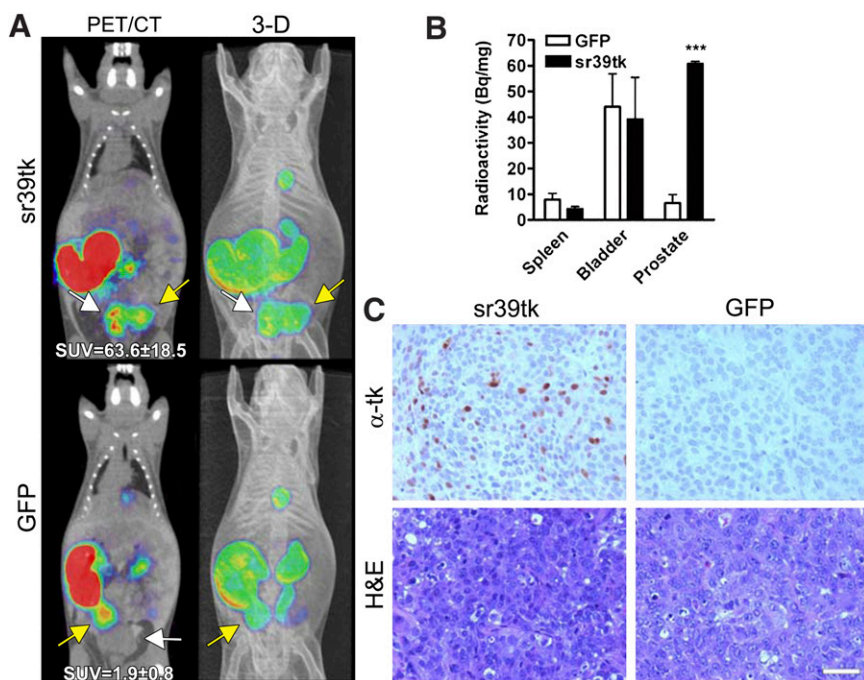 A
PET/CT
3-D
sr39tk
SUV=63.6±18.5
GFP
SUV=1.9±0.8
B
Radioactivity (Bq/mg)
70
60
50
40
30
20
10
0
GFP
sr39tk
***
Spleen
Bladder
Prostate
C
sr39tk
GFP
α-tk
H&E